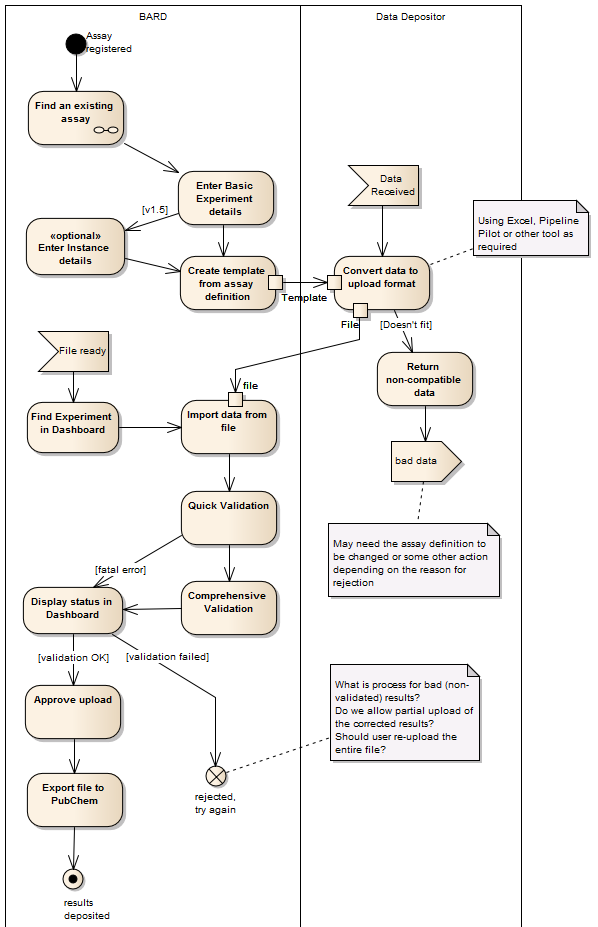 BARD
Data Depositor
Assay
registered
Find an existing
assay
Enter Basic
Experiment
details
Data
Received
[v1.5]
Using Excel, Pipeline
Pilot or other tool as
required
«optional»
Enter Instance
details
Create template
from assay
definition
Template
Convert data to
upload format
File
[Doesn't fit]
File ready
Return
non-compatible
data
file
Find Experiment
in Dashboard
Import data from
file
bad data
Quick Validation
May need the assay definition to
be changed or some other action
depending on the reason for
rejection
[fatal error]
Display status in
Dashboard
Comprehensive
Validation
[validation OK]
[validation failed]
What is process for bad (non-
validated) results?
Do we allow partial upload of
the corrected results?
Should user re-upload the
entire file?
Approve upload
Export file to
PubChem
rejected,
try again
results
deposited